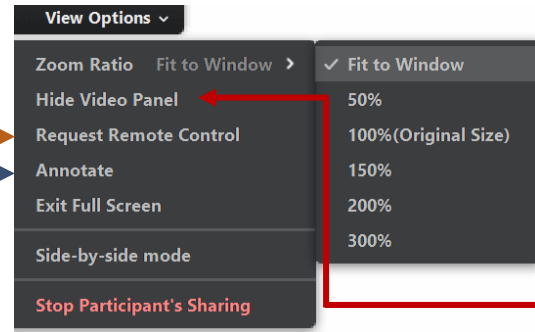 View Options
Zoom Ratio Fit to Window
Hide Video Panel
Request Remote Control
Annotate
Exit Full Screen
Side-by-side mode
Stop Participant's Sharing
Fit to Window
50%
100%(Original Size)
150%
200%
300%